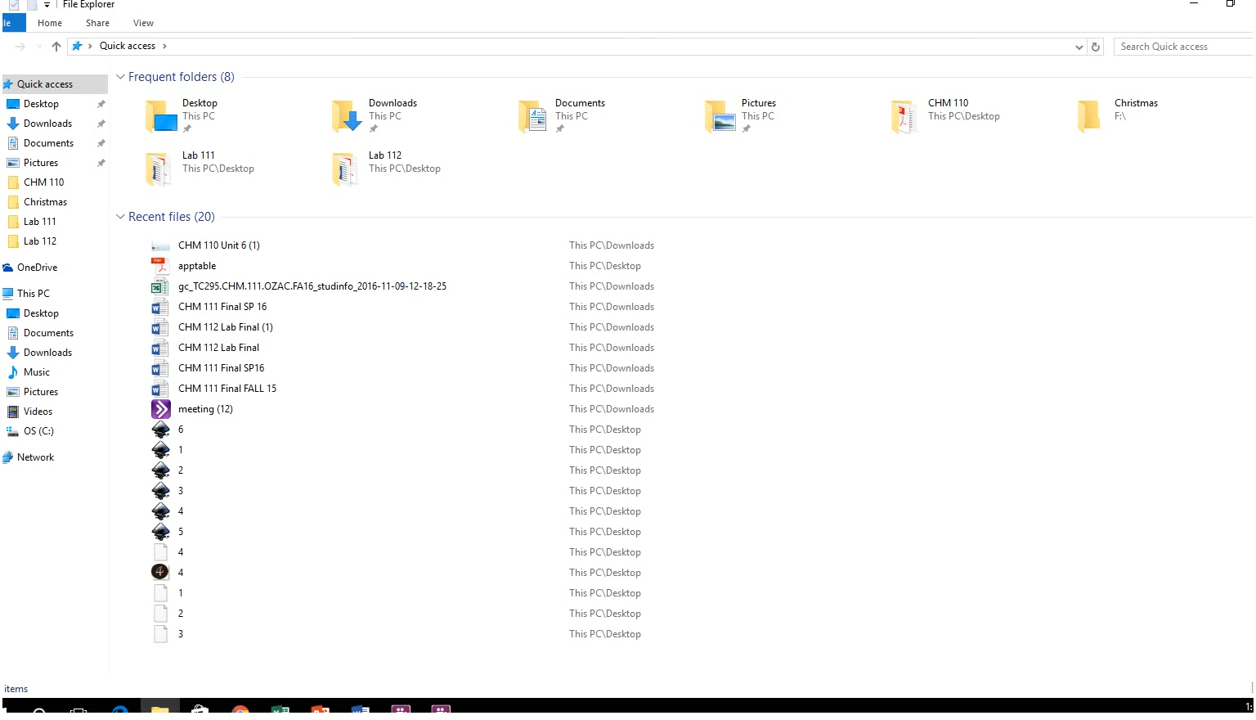 File Explorer
le Home Share View
Quick access
Search Quick access
Quick access
Desktop
Downloads
Documents
Pictures
CHM 110
Christmas
Lab 111
Lab 112
OneDrive
This PC
Desktop
Documents
Downloads
Music
Pictures
Videos
OS (C:)
Network
Frequent folders (8)
Desktop
This PC
Downloads
This PC
Documents
This PC
Pictures
This PC
CHM 110
This PC\Desktop
Christmas
F:\
Lab 111
This PC\Desktop
Lab 112
This PC\Desktop
Recent files (20)
CHM 110 Unit 6 (1) This PC\Downloads
apptable This PC\Desktop
gc_TC295.CHM.111.OZAC.FA16_studinfo_2016-11-09-12-18-25 This PC\Downloads
CHM 111 Final SP 16 This PC\Downloads
CHM 112 Lab Final (1) This PC\Downloads
CHM 112 Lab Final This PC\Downloads
CHM 111 Final SP16 This PC\Downloads
CHM 111 Final FALL 15 This PC\Downloads
meeting (12) This PC\Downloads
6 This PC\Desktop
1 This PC\Desktop
2 This PC\Desktop
3 This PC\Desktop
4 This PC\Desktop
5 This PC\Desktop
4 This PC\Desktop
4 This PC\Desktop
1 This PC\Desktop
2 This PC\Desktop
3 This PC\Desktop
items
1: